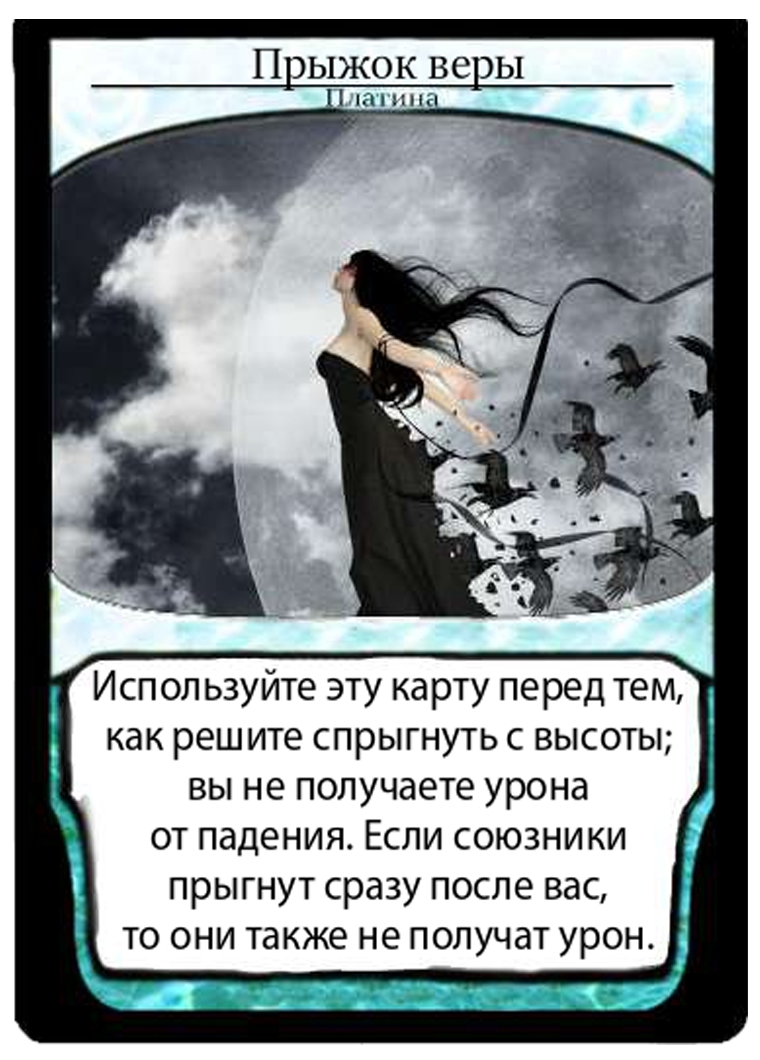 Прыжок веры
Платина
Используйте эту карту перед тем,
как решите спрыгнуть с высоты;
вы не получаете урона
от падения. Если союзники
прыгнут сразу после вас,
то они также не получат урон.